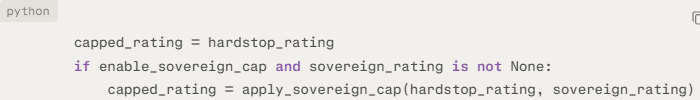 python
capped_rating = hardstop_rating
if enable_sovereign_cap and sovereign_rating is not None:
capped_rating = apply_sovereign_cap(hardstop_rating, sovereign_rating)